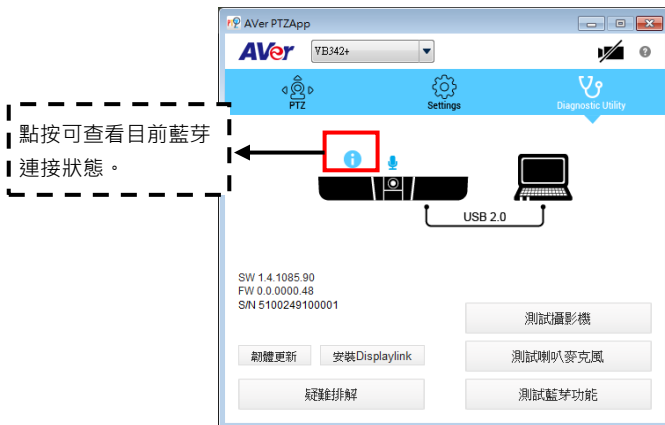 AVer PTZApp
AVer
VB342+
PTZ
Settings
Diagnostic Utility
點按可查看目前藍芽
連接狀態。
USB 2.0
SW 1.4.1085.90
FW 0.0.0000.48
S/N 5100249100001
測試攝影機
韌體更新
安裝Displaylink
測試喇叭麥克風
疑難排解
測試藍芽功能